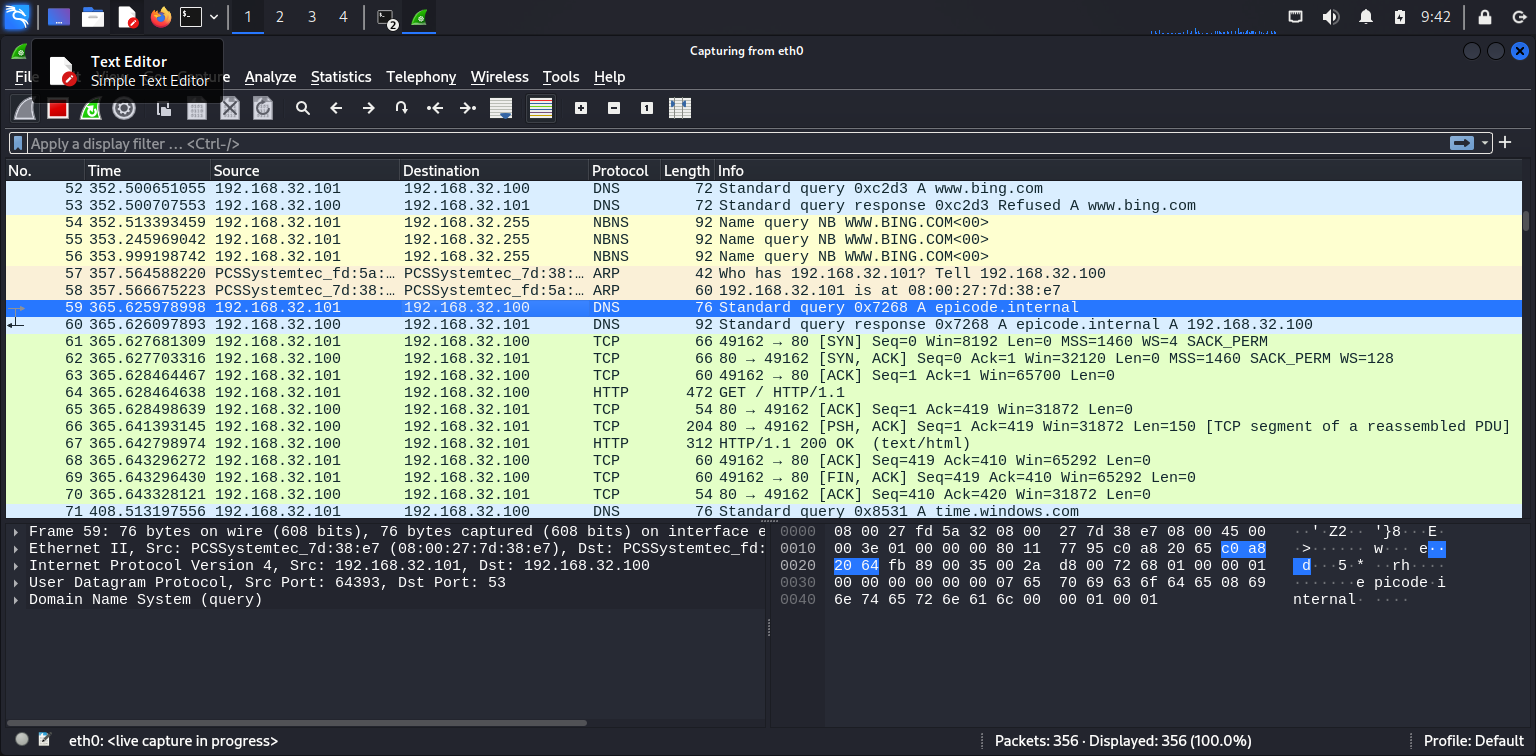 1 2 3 4 2 9:42
Capturing from eth0
Text Editor
Simple Text Editor
Analyze Statistics Telephony Wireless Tools Help
Apply a display filter … <Ctrl-/>
No. Time Source Destination Protocol Length Info
52 352.500651055 192.168.32.101 192.168.32.100 DNS 72 Standard query 0xc2d3 A www.bing.com
53 352.500707553 192.168.32.100 192.168.32.101 DNS 72 Standard query response 0xc2d3 Refused A www.bing.com
54 352.513393459 192.168.32.101 192.168.32.255 NBNS 92 Name query NB WWW.BING.COM<00>
55 353.245969042 192.168.32.101 192.168.32.255 NBNS 92 Name query NB WWW.BING.COM<00>
56 353.999198742 192.168.32.101 192.168.32.255 NBNS 92 Name query NB WWW.BING.COM<00>
57 357.564588220 PCSSystemtec_fd:5a:… PCSSystemtec_7d:38:… ARP 42 Who has 192.168.32.101? Tell 192.168.32.100
58 357.566675223 PCSSystemtec_7d:38:… PCSSystemtec_fd:5a:… ARP 60 192.168.32.101 is at 08:00:27:7d:38:e7
59 365.625978998 192.168.32.101 192.168.32.100 DNS 76 Standard query 0x7268 A epicode.internal
60 365.626097893 192.168.32.100 192.168.32.101 DNS 92 Standard query response 0x7268 A epicode.internal A 192.168.32.100
61 365.627681309 192.168.32.101 192.168.32.100 TCP 66 49162 → 80 [SYN] Seq=0 Win=8192 Len=0 MSS=1460 WS=4 SACK_PERM
62 365.627703316 192.168.32.100 192.168.32.101 TCP 66 80 → 49162 [SYN, ACK] Seq=0 Ack=1 Win=32120 Len=0 MSS=1460 SACK_PERM WS=128
63 365.628464467 192.168.32.101 192.168.32.100 TCP 60 49162 → 80 [ACK] Seq=1 Ack=1 Win=65700 Len=0
64 365.628464638 192.168.32.101 192.168.32.100 HTTP 472 GET / HTTP/1.1
65 365.628498639 192.168.32.100 192.168.32.101 TCP 54 80 → 49162 [ACK] Seq=1 Ack=419 Win=31872 Len=0
66 365.641393145 192.168.32.100 192.168.32.101 TCP 204 80 → 49162 [PSH, ACK] Seq=1 Ack=419 Win=31872 Len=150 [TCP segment of a reassembled PDU]
67 365.642798974 192.168.32.100 192.168.32.101 HTTP 312 HTTP/1.1 200 OK  (text/html)
68 365.643296272 192.168.32.101 192.168.32.100 TCP 60 49162 → 80 [ACK] Seq=419 Ack=410 Win=65292 Len=0
69 365.643296430 192.168.32.101 192.168.32.100 TCP 60 49162 → 80 [FIN, ACK] Seq=419 Ack=410 Win=65292 Len=0
70 365.643328121 192.168.32.100 192.168.32.101 TCP 54 80 → 49162 [ACK] Seq=410 Ack=420 Win=31872 Len=0
71 408.513197556 192.168.32.101 192.168.32.100 DNS 76 Standard query 0x8531 A time.windows.com
Frame 59: 76 bytes on wire (608 bits), 76 bytes captured (608 bits) on interface e
Ethernet II, Src: PCSSystemtec_7d:38:e7 (08:00:27:7d:38:e7), Dst: PCSSystemtec_fd:
Internet Protocol Version 4, Src: 192.168.32.101, Dst: 192.168.32.100
User Datagram Protocol, Src Port: 64393, Dst Port: 53
Domain Name System (query)
0000 08 00 27 fd 5a 32 08 00 27 7d 38 e7 08 00 45 00 ··'·Z2·· '}8···E·
0010 00 3e 01 00 00 00 80 11 77 95 c0 a8 20 65 c0 a8 ·>······ w··· e··
0020 20 64 fb 89 00 35 00 2a d8 00 72 68 01 00 00 01 d···5·* ··rh····
0030 00 00 00 00 00 00 07 65 70 69 63 6f 64 65 08 69 ·······e picode·i
0040 6e 74 65 72 6e 61 6c 00 00 01 00 01 nternal· ····
eth0: <live capture in progress> Packets: 356 · Displayed: 356 (100.0%) Profile: Default